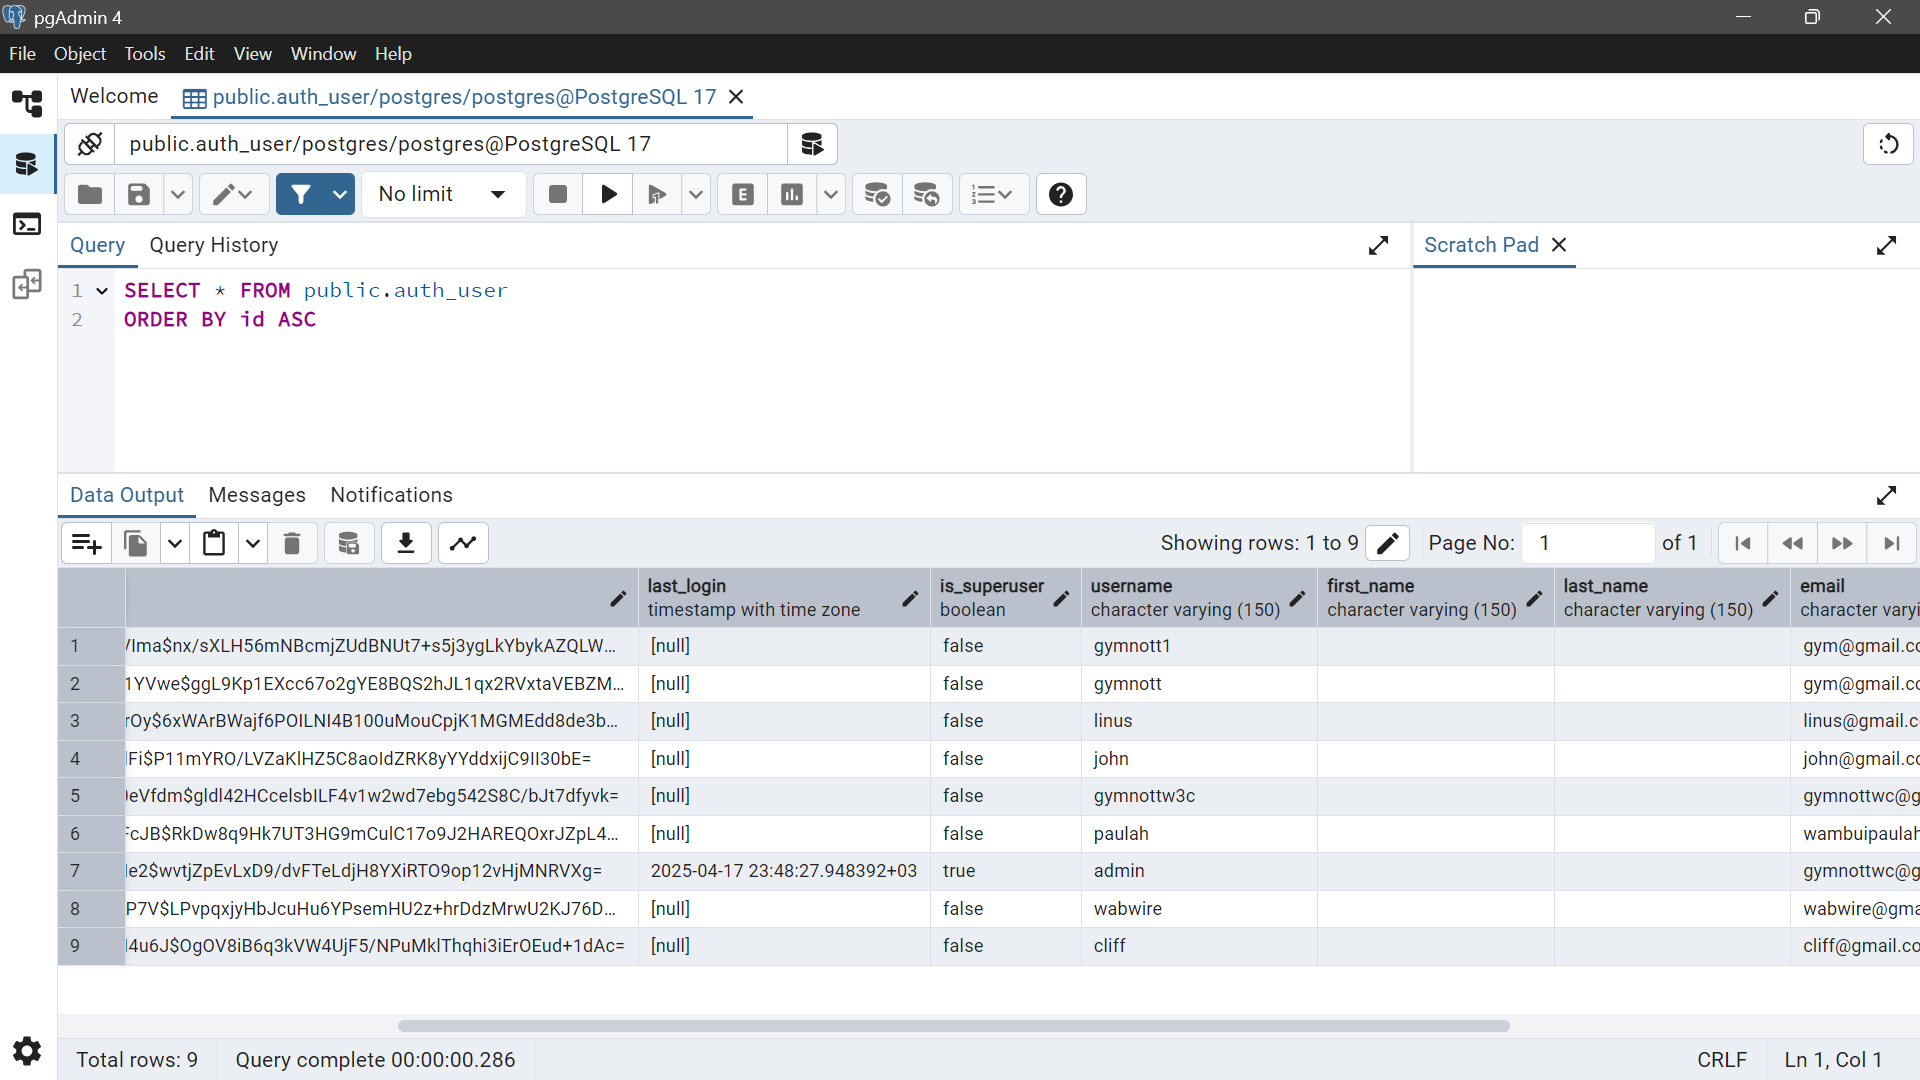 pgAdmin 4
File Object Tools Edit View Window Help
Welcome public.auth_user/postgres/postgres@PostgreSQL 17
public.auth_user/postgres/postgres@PostgreSQL 17
No limit E
Query Query History Scratch Pad
1 SELECT * FROM public.auth_user
2 ORDER BY id ASC
Data Output Messages Notifications
Showing rows: 1 to 9 Page No: 1 of 1
last_login is_superuser username first_name last_name email
timestamp with time zone boolean character varying (150) character varying (150) character varying (150) character varyi
1 /Ima$nx/sXLH56mNBcmjZUdBNUt7+s5j3ygLkYbykAZQLW... [null] false gymnott1 gym@gmail.co
2 1YVwe$ggL9Kp1EXcc67o2gYE8BQS2hJL1qx2RVxtaVEBZM... [null] false gymnott gym@gmail.co
3 rOy$6xWArBWajf6POILNI4B100uMouCpjK1MGMEdd8de3b... [null] false linus linus@gmail.c
4 Fi$P11mYRO/LVZaKlHZ5C8aoldZRK8yYYddxijC9II30bE= [null] false john john@gmail.co
5 eVfdm$gldl42HCcelsbILF4v1w2wd7ebg542S8C/bJt7dfyvk= [null] false gymnottw3c gymnottwc@g
6 FcJB$RkDw8q9Hk7UT3HG9mCulC17o9J2HAREQOxrJZpL4... [null] false paulah wambuipaulah
7 e2$wvtjZpEvLxD9/dvFTeLdjH8YXiRTO9op12vHjMNRVXg= 2025-04-17 23:48:27.948392+03 true admin gymnottwc@g
8 P7V$LPvpqxjyHbJcuHu6YPsemHU2z+hrDdzMrwU2KJ76D... [null] false wabwire wabwire@gma
9 4u6J$OgOV8iB6q3kVW4UjF5/NPuMklThqhi3iErOEud+1dAc= [null] false cliff cliff@gmail.co
Total rows: 9 Query complete 00:00:00.286 CRLF Ln 1, Col 1